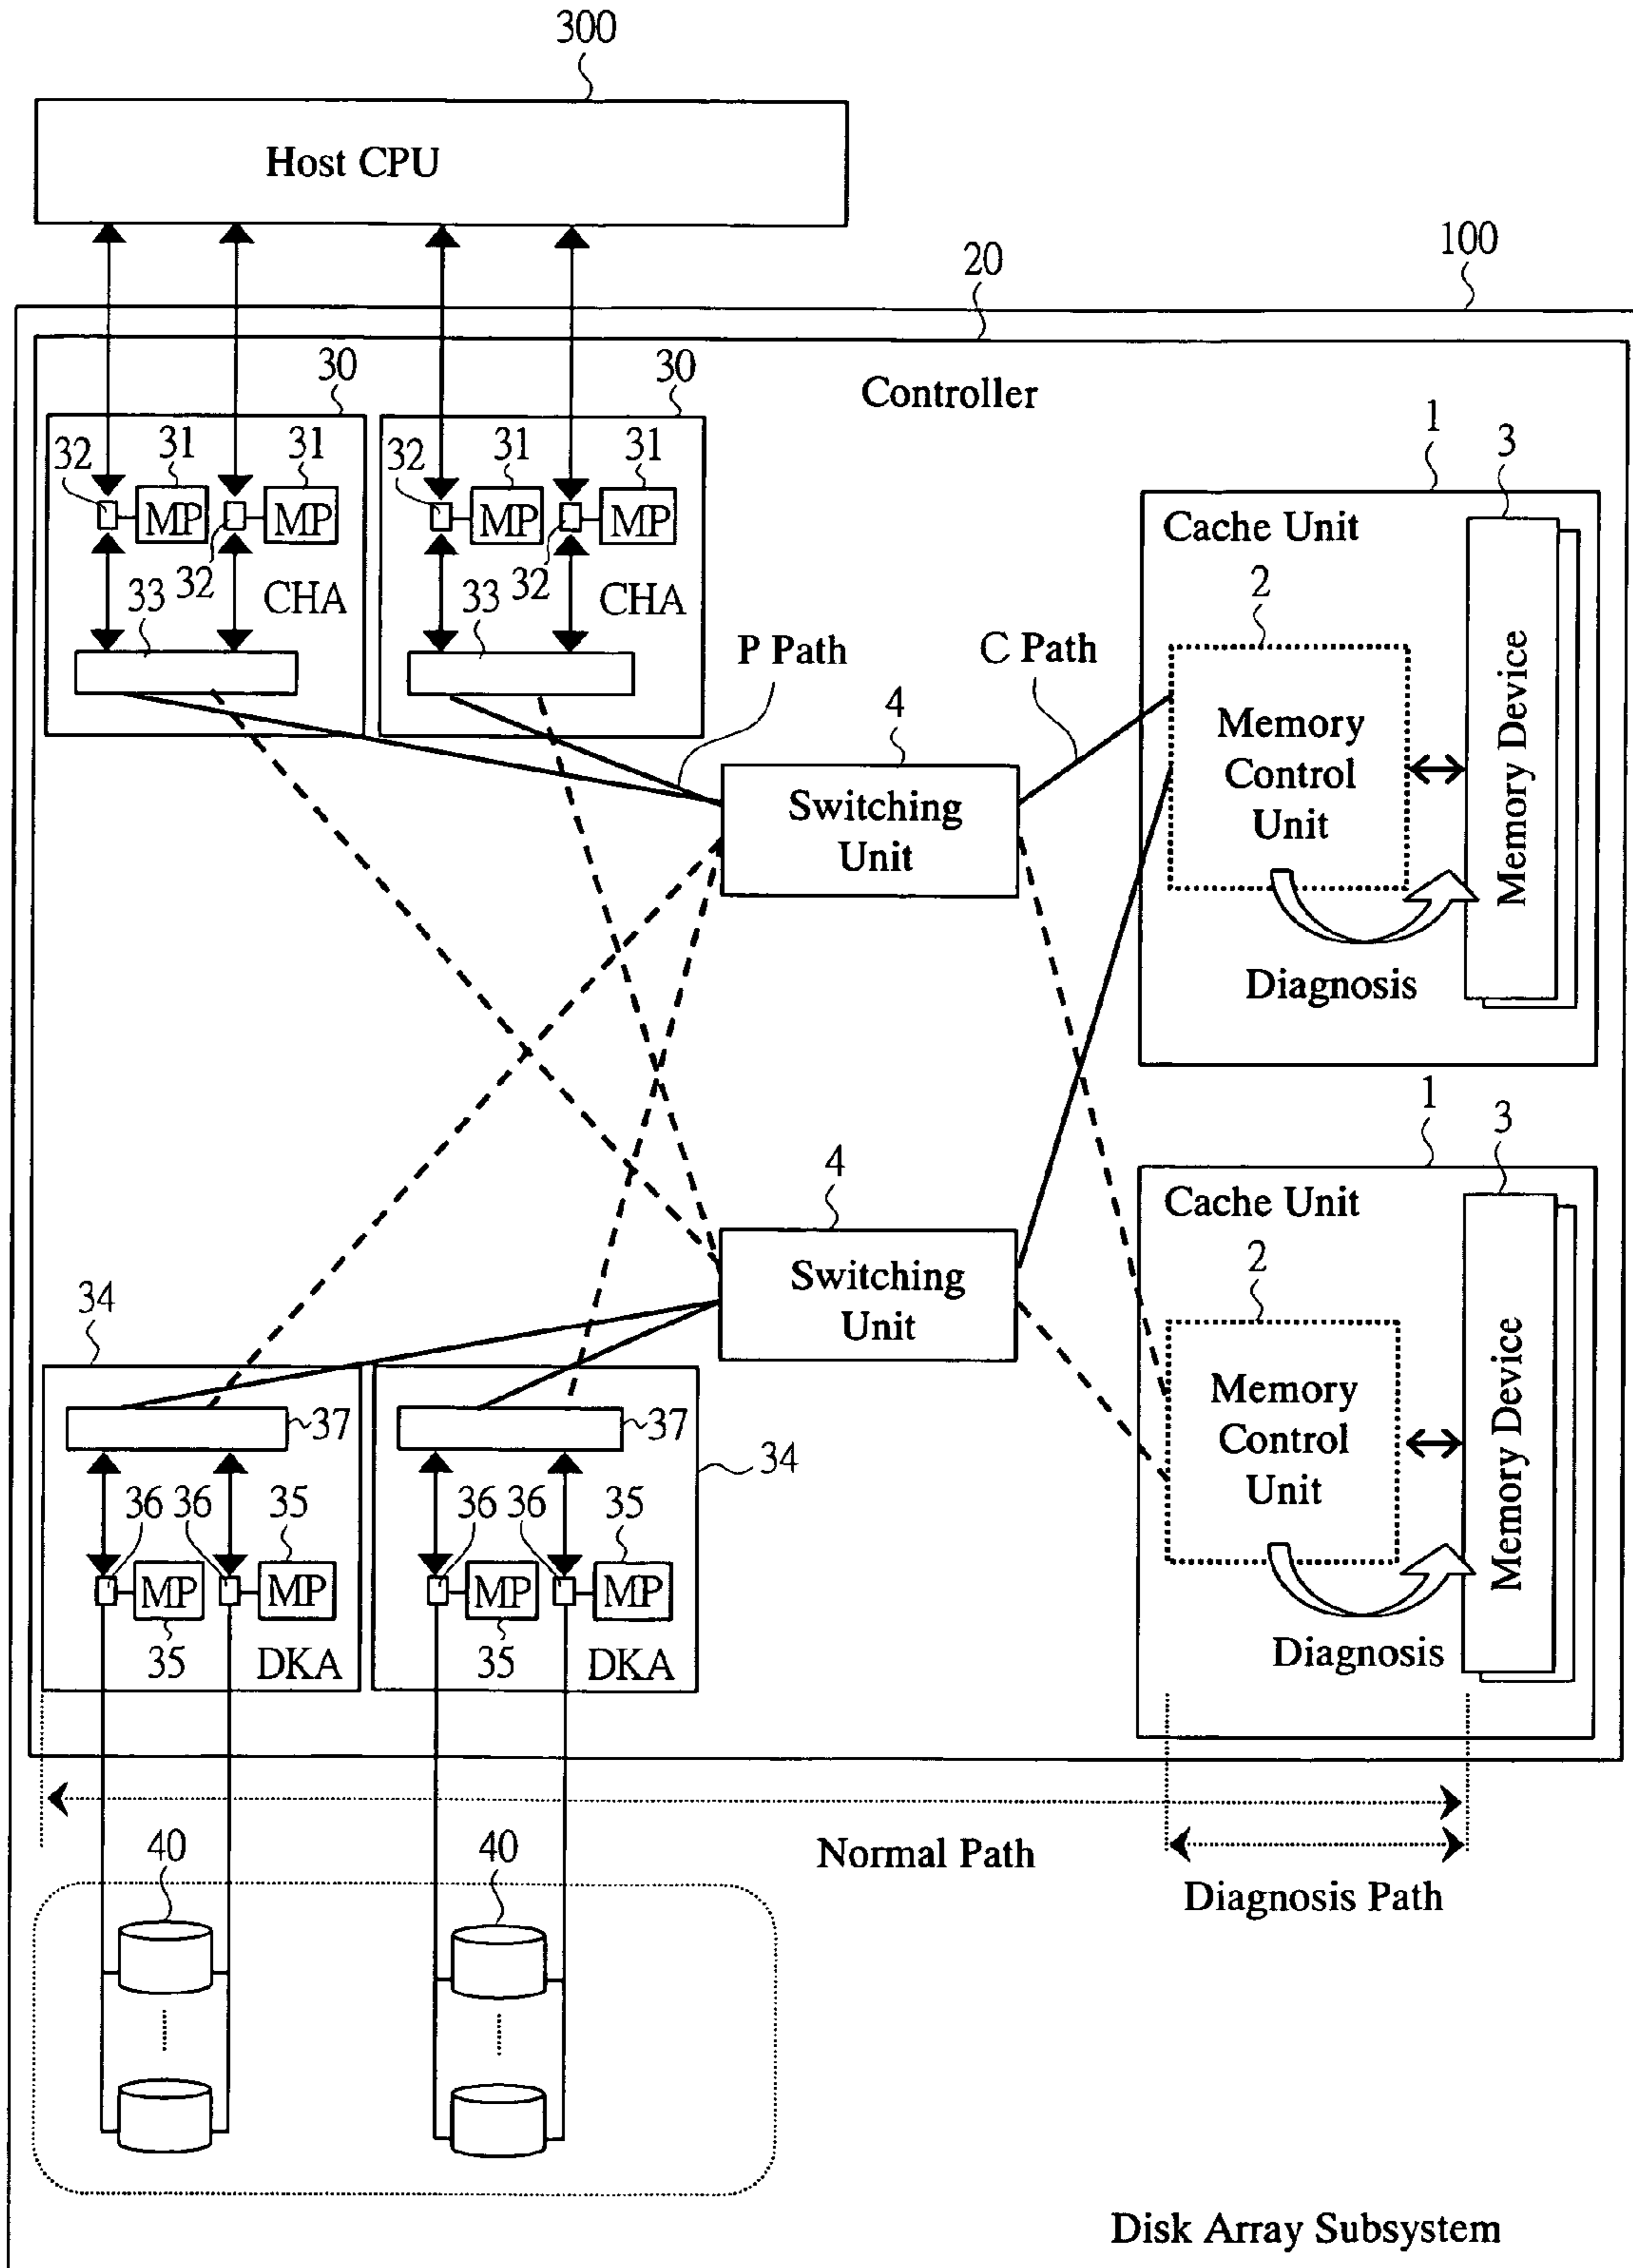 300
Host CPU
100
20
Controller
30
30
32
31
31
MP
MP
32
33
CHA
32
31
31
MP
MP
32
33
CHA
P Path
C Path
4
Switching
Unit
1
Cache Unit
3
2
Memory
Control
Unit
Memory Device
Diagnosis
4
Switching
Unit
1
Cache Unit
3
2
Memory
Control
Unit
Memory Device
Diagnosis
34
37
37
34
36
36
35
MP
MP
35
DKA
36
36
35
MP
MP
35
DKA
Normal Path
Diagnosis Path
40
40
Disk Array Subsystem